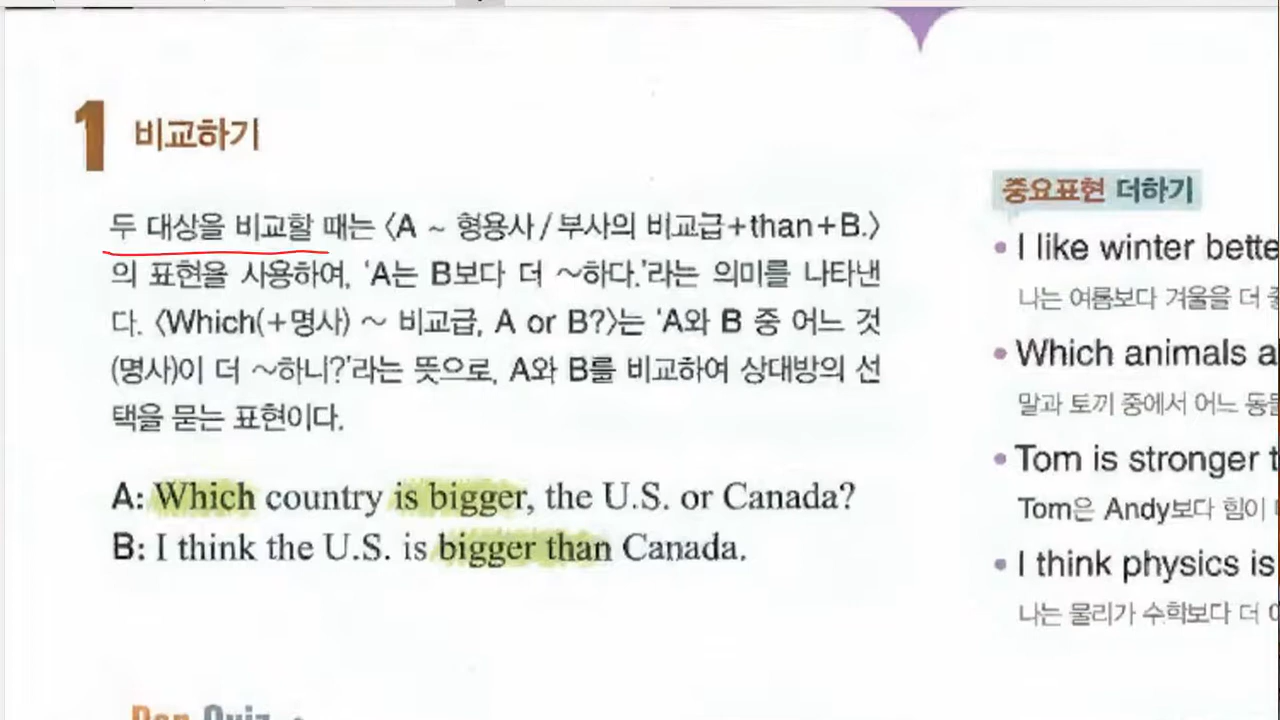 1 비교하기
두 대상을 비교할 때는 〈A ~ 형용사/부사의 비교급+than+B.〉
의 표현을 사용하여, ‘A는 B보다 더 ~하다.’라는 의미를 나타낸
다. 〈Which(+명사) ~ 비교급, A or B?〉는 ‘A와 B 중 어느 것
(명사)이 더 ~하니?’라는 뜻으로, A와 B를 비교하여 상대방의 선
택을 묻는 표현이다.
A: Which country is bigger, the U.S. or Canada?
B: I think the U.S. is bigger than Canada.
Quiz
중요표현 더하기
• I like winter
나는 여름보다 겨울을 더
• Which animals
말과 토끼 중에서 어느
• Tom is stronger
Tom은 Andy보다 힘이
• I think physics is
나는 물리가 수학보다 더